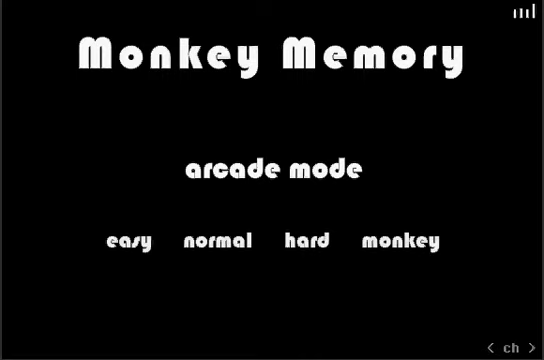 Monkey Memory
arcade mode
easy normal hard monkey
< ch >